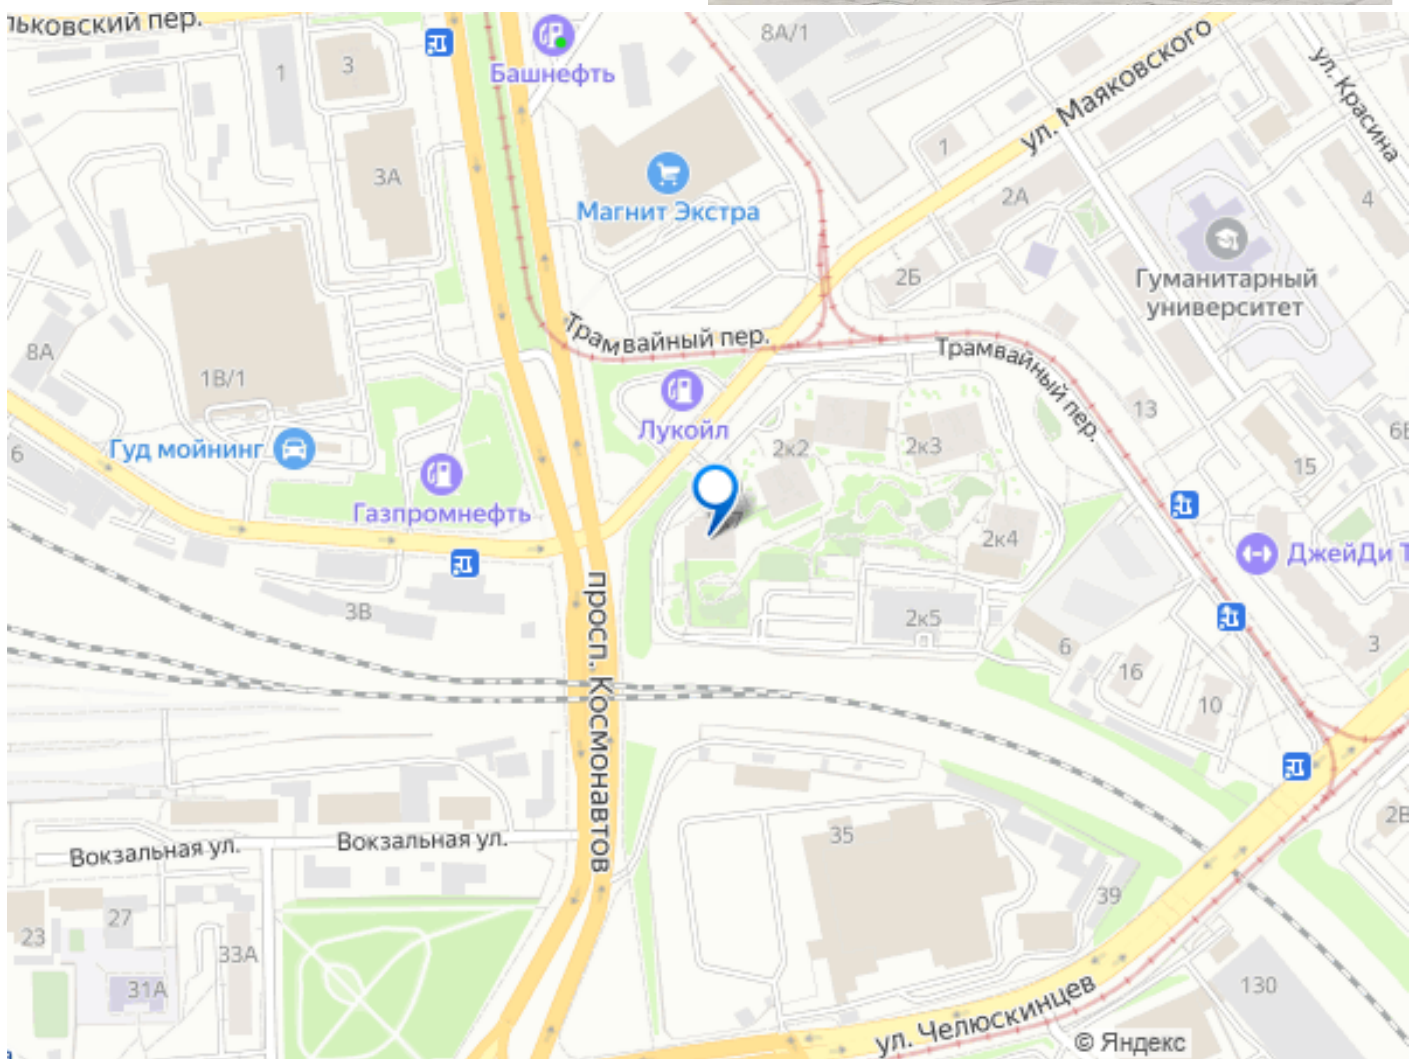 льковский пер.
8А/1
Башнефть
ул. Маяковского
ул. Красина
1
3
3А
1
2А
4
Магнит Экстра
2Б
Гуманитарный
университет
Трамвайный пер.
Трамвайный пер.
8А
1В/1
13
Лукойл
6
Гуд мойнинг
2к2
2к3
15
Газпромнефть
2к4
ДжейДи Т
3В
просп. Космонавтов
2к5
6
3
16
10
35
Вокзальная ул.
Вокзальная ул.
39
27
23
33А
31А
130
ул. Челюскинцев
© Яндекс